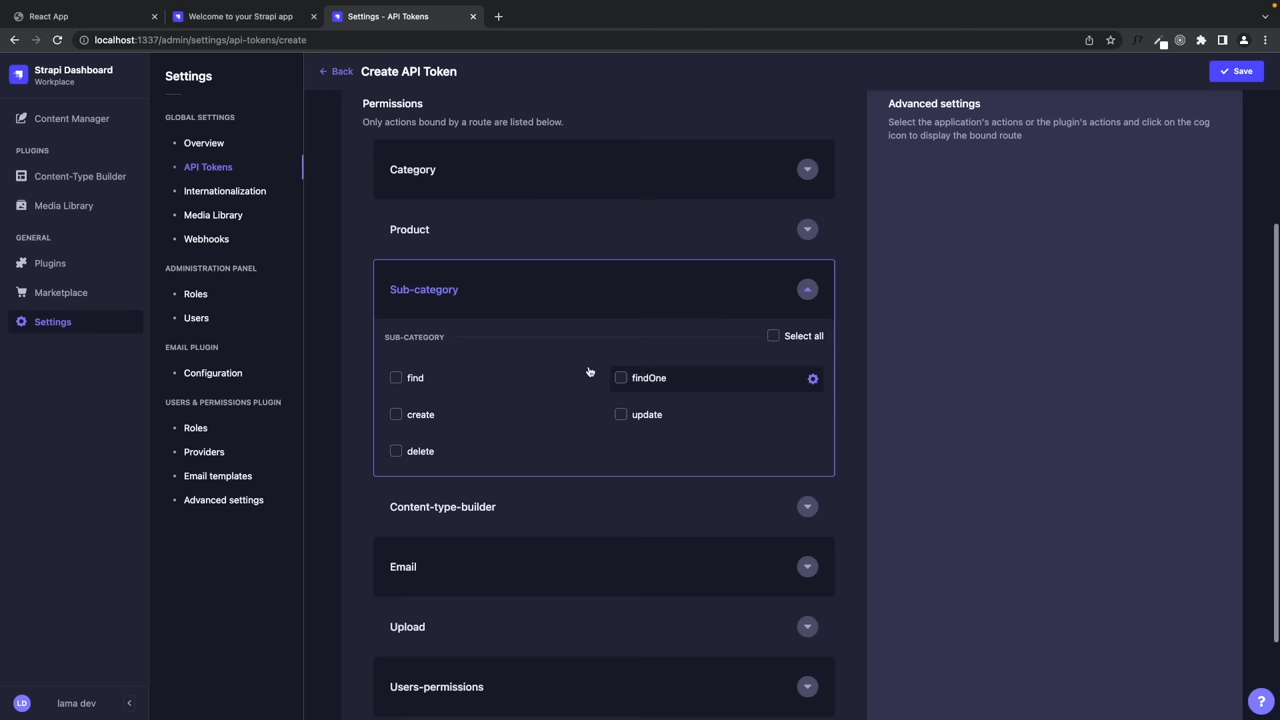 React App
Welcome to your Strapi app
Settings - API Tokens
localhost:1337/admin/settings/api-tokens/create
Strapi Dashboard
Workplace
Content Manager
PLUGINS
Content-Type Builder
Media Library
GENERAL
Plugins
Marketplace
Settings
LD
lama dev
Settings
GLOBAL SETTINGS
Overview
API Tokens
Internationalization
Media Library
Webhooks
ADMINISTRATION PANEL
Roles
Users
EMAIL PLUGIN
Configuration
USERS & PERMISSIONS PLUGIN
Roles
Providers
Email templates
Advanced settings
Back
Create API Token
Save
Permissions
Only actions bound by a route are listed below.
Category
Product
Sub-category
SUB-CATEGORY
Select all
find
findOne
create
update
delete
Content-type-builder
Email
Upload
Users-permissions
Advanced settings
Select the application's actions or the plugin's actions and click on the cog
icon to display the bound route
?